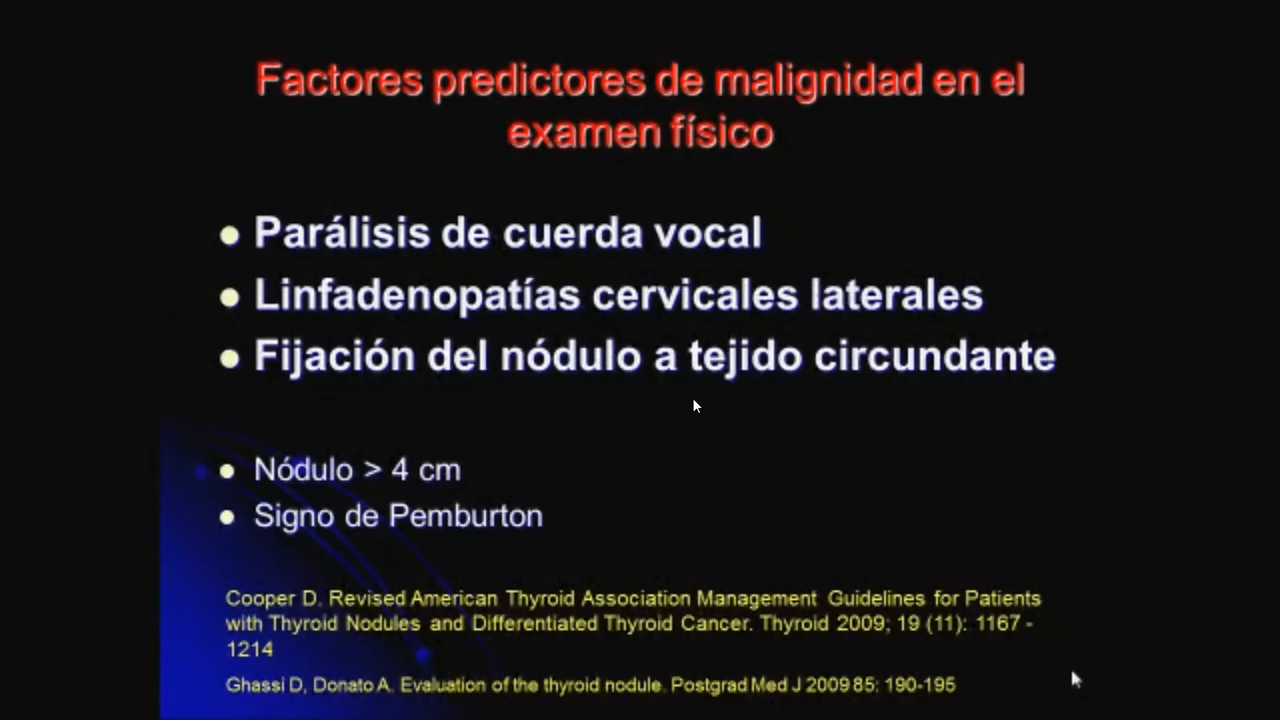 Factores predictores de malignidad en el
examen físico
● Parálisis de cuerda vocal
● Linfadenopatías cervicales laterales
● Fijación del nódulo a tejido circundante
● Nódulo > 4 cm
● Signo de Pemburton
Cooper D. Revised American Thyroid Association Management Guidelines for Patients
with Thyroid Nodules and Differentiated Thyroid Cancer. Thyroid 2009; 19 (11): 1167 -
1214
Ghassi D, Donato A. Evaluation of the thyroid nodule. Postgrad Med J 2009 85: 190-195